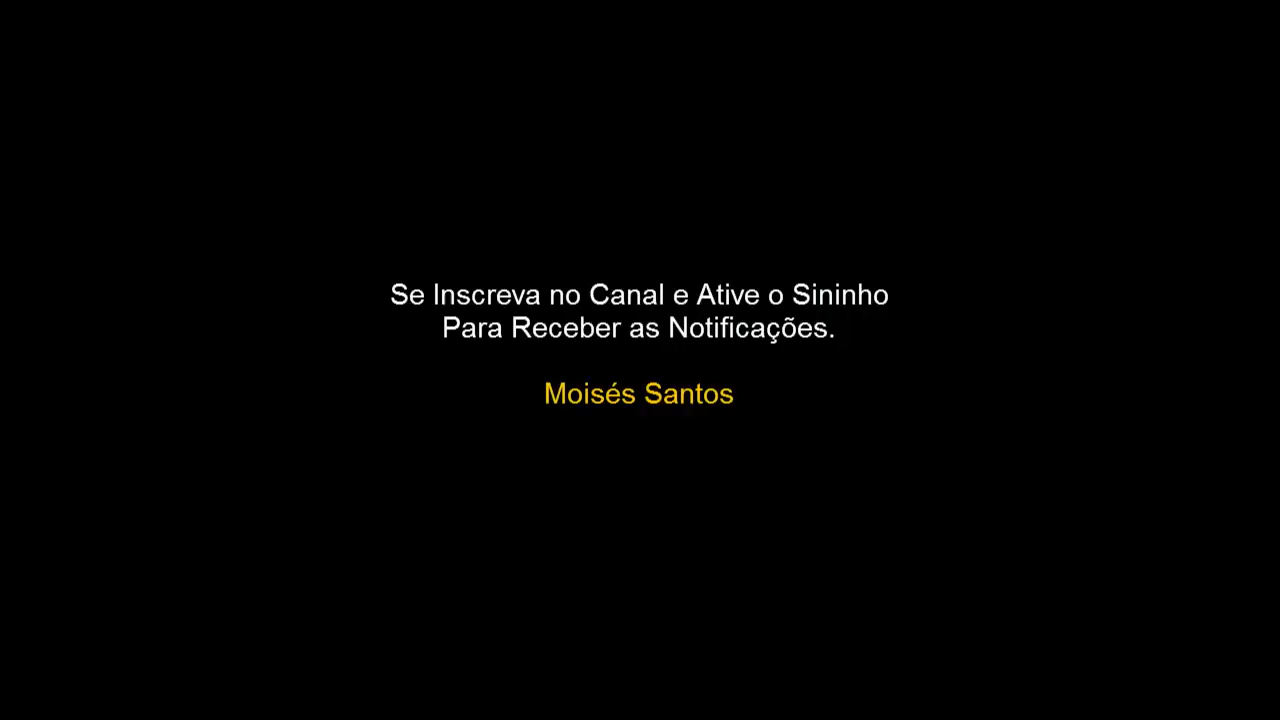 Se Inscreva no Canal e Ative o Sininho
Para Receber as Notificações.
Moisés Santos